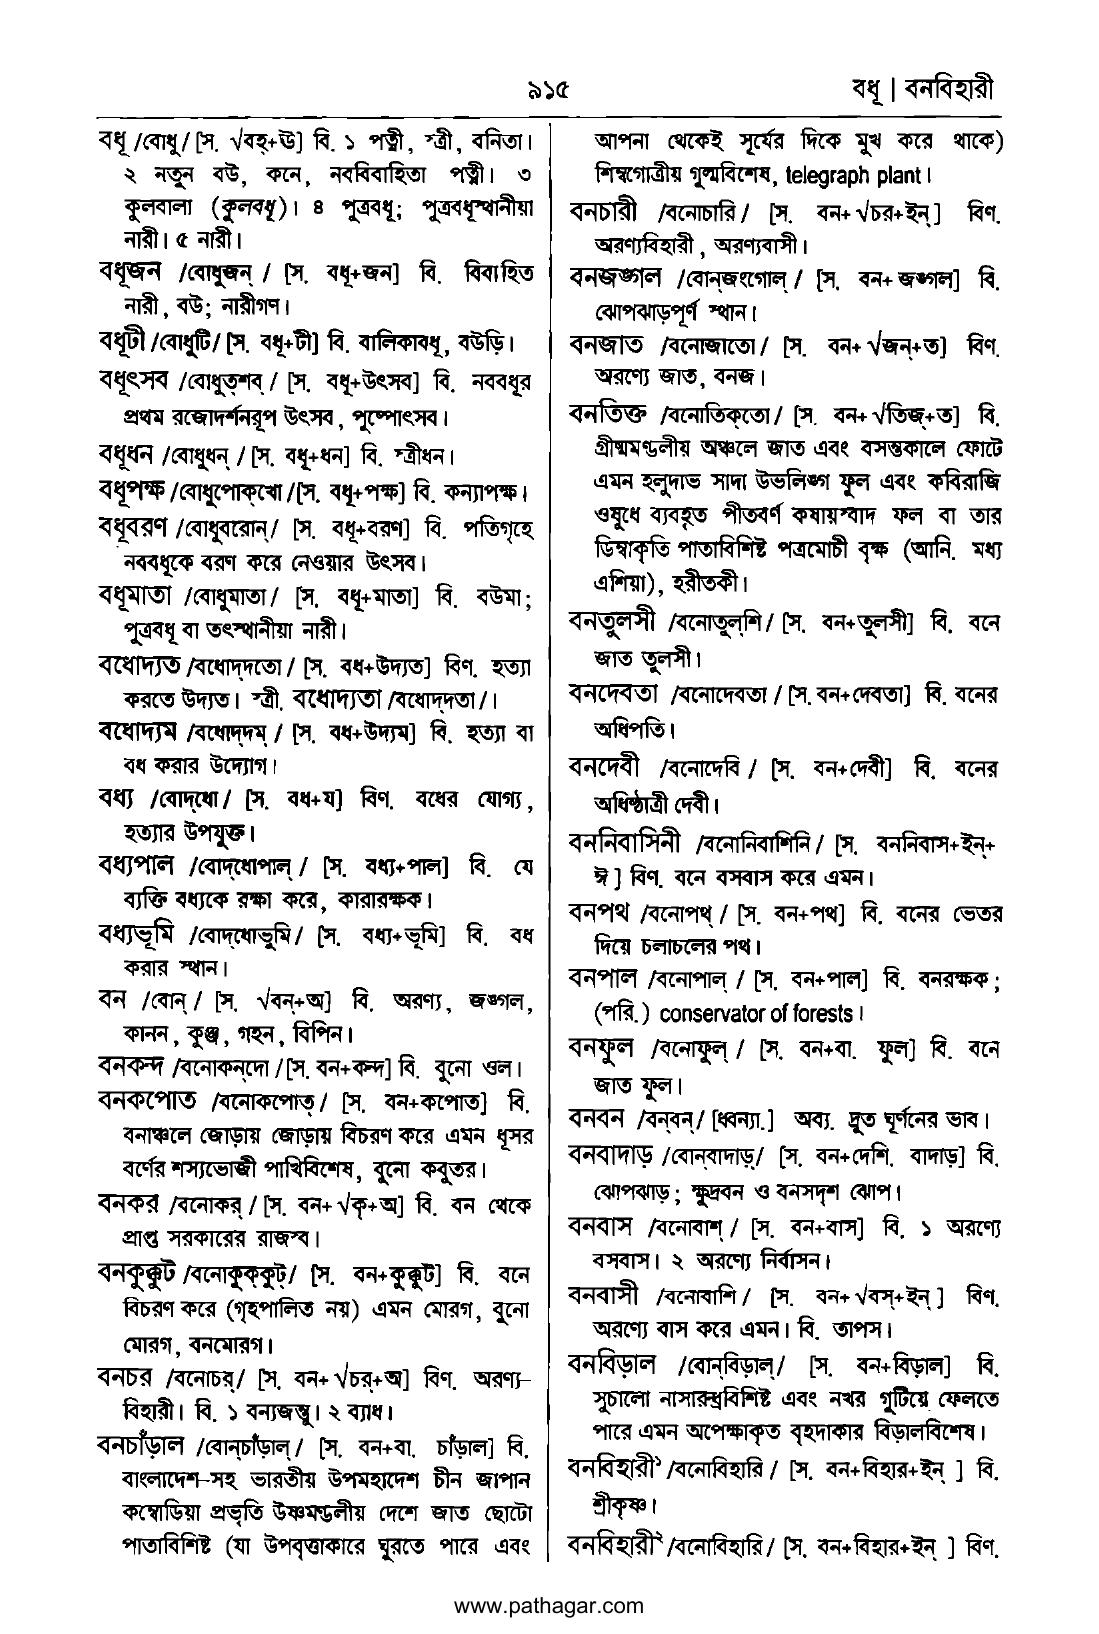 ৯১৫
বধূ | বনবিহারী
বধূ /বোধু/ [স. √বহ্+ঊ] বি. ১ পত্নী, স্ত্রী, বনিতা।
২ নতুন বউ, কনে, নববিবাহিতা পত্নী। ৩
কুলবালা (কুলবধূ)। ৪ পুত্রবধূ; পুত্রবধূস্থানীয়া
নারী। ৫ নারী।
বধূজন /বোধুজন্/ [স. বধূ+জন] বি. বিবাহিত
নারী, বউ; নারীগণ।
বধূটী /বোধুটি/ [স. বধূ+টী] বি. বালিকাবধূ, বউড়ি।
বধূৎসব /বোধুত্শব্/ [স. বধূ+উৎসব] বি. নববধূর
প্রথম রজোদর্শনরূপ উৎসব, পুষ্পোৎসব।
বধূধন /বোধুধন্/ [স. বধূ+ধন] বি. স্ত্রীধন।
বধূপক্ষ /বোধুপোক্‌খো/ [স. বধূ+পক্ষ] বি. কন্যাপক্ষ।
বধূবরণ /বোধুবারোন্/ [স. বধূ+বরণ] বি. পতিগৃহে
নববধূকে বরণ করে নেওয়ার উৎসব।
বধূমাতা /বোধুমাতা/ [স. বধূ+মাতা] বি. বউমা;
পুত্রবধূ বা তৎস্থানীয়া নারী।
বধোদ্যত /বধোদ্‌দতো/ [স. বধ+উদ্যত] বিণ. হত্যা
করতে উদ্যত। স্ত্রী. বধোদ্যতা /বধোদ্‌দতা/।
বধোদ্যম /বধোদ্‌দম্/ [স. বধ+উদ্যম] বি. হত্যা বা
বধ করার উদ্যোগ।
বধ্য /বোদ্‌ধো/ [স. বধ+য] বিণ. বধের যোগ্য,
হত্যার উপযুক্ত।
বধ্যপাল /বোদ্‌ধোপাল্/ [স. বধ্য+পাল] বি. যে
ব্যক্তি বধ্যকে রক্ষা করে, কারারক্ষক।
বধ্যভূমি /বোদ্‌ধোভুমি/ [স. বধ্য+ভূমি] বি. বধ
করার স্থান।
বন /বোন্/ [স. √বন্+অ] বি. অরণ্য, জঙ্গল,
কানন, কুঞ্জ, গহন, বিপিন।
বনকন্দ /বনোকন্‌দো/ [স. বন+কন্দ] বি. বুনো ওল।
বনকপোত /বনোকপোত্/ [স. বন+কপোত] বি.
বনাঞ্চলে জোড়ায় জোড়ায় বিচরণ করে এমন ধূসর
বর্ণের শস্যভোজী পাখিবিশেষ, বুনো কবুতর।
বনকর /বনোকর্/ [স. বন+√কৃ+অ] বি. বন থেকে
প্রাপ্ত সরকারের রাজস্ব।
বনকুক্কুট /বনোকুক্‌কুট্/ [স. বন+কুক্কুট] বি. বনে
বিচরণ করে (গৃহপালিত নয়) এমন মোরগ, বুনো
মোরগ, বনমোরগ।
বনচর /বনোচর্/ [স. বন+√চর্+অ] বিণ. অরণ্য–
বিহারী। বি. ১ বন্যজন্তু। ২ ব্যাধ।
বনচাঁড়াল /বোন্‌চাঁড়াল্/ [স. বন+বা. চাঁড়াল] বি.
বাংলাদেশ–সহ ভারতীয় উপমহাদেশ চীন জাপান
কম্বোডিয়া প্রভৃতি উষ্ণমণ্ডলীয় দেশে জাত ছোটো
পাতাবিশিষ্ট (যা উপবৃত্তাকারে ঘুরতে পারে এবং
আপনা থেকেই সূর্যের দিকে মুখ করে থাকে)
শিম্বগোত্রীয় গুল্মবিশেষ, telegraph plant।
বনচারী /বনোচারি/ [স. বন+√চর+ইন্] বিণ.
অরণ্যবিহারী, অরণ্যবাসী।
বনজঙ্গল /বোন্‌জংগোল্/ [স. বন+জঙ্গল] বি.
ঝোপঝাড়পূর্ণ স্থান।
বনজাত /বনোজাতো/ [স. বন+√জন্+ত] বিণ.
অরণ্যে জাত, বনজ।
বনতিক্ত /বনোতিক্‌তো/ [স. বন+√তিজ্+ত] বি.
গ্রীষ্মমণ্ডলীয় অঞ্চলে জাত এবং বসন্তকালে ফোটে
এমন হলুদাভ সাদা উভলিঙ্গ ফুল এবং কবিরাজি
ওষুধে ব্যবহৃত পীতবর্ণ কষায়স্বাদ ফল বা তার
ডিম্বাকৃতি পাতাবিশিষ্ট পত্রমোচী বৃক্ষ (আনি. মধ্য
এশিয়া), হরীতকী।
বনতুলসী /বনোতুল্‌শি/ [স. বন+তুলসী] বি. বনে
জাত তুলসী।
বনদেবতা /বনোদেবতা/ [স. বন+দেবতা] বি. বনের
অধিপতি।
বনদেবী /বনোদেবি/ [স. বন+দেবী] বি. বনের
অধিষ্ঠাত্রী দেবী।
বননিবাসিনী /বনোনিবাশিনি/ [স. বননিবাস+ইন্+
ঈ] বিণ. বনে বসবাস করে এমন।
বনপথ /বনোপথ্/ [স. বন+পথ] বি. বনের ভেতর
দিয়ে চলাচলের পথ।
বনপাল /বনোপাল্/ [স. বন+পাল] বি. বনরক্ষক;
(পরি.) conservator of forests।
বনফুল /বনোফুল্/ [স. বন+বা. ফুল] বি. বনে
জাত ফুল।
বনবন /বন্‌বন্/ [ধ্বন্যা.] অব্য. দ্রুত ঘূর্ণনের ভাব।
বনবাদাড় /বোন্‌বাদাড়্/ [স. বন+দেশি. বাদাড়] বি.
ঝোপঝাড়; ক্ষুদ্রবন ও বনসদৃশ ঝোপ।
বনবাস /বনোবাশ্/ [স. বন+বাস] বি. ১ অরণ্যে
বসবাস। ২ অরণ্যে নির্বাসন।
বনবাসী /বনোবাশি/ [স. বন+√বস্+ইন্] বিণ.
অরণ্যে বাস করে এমন। বি. তাপস।
বনবিড়াল /বোন্‌বিড়াল্/ [স. বন+বিড়াল] বি.
সুচালো নাসারন্ধ্রবিশিষ্ট এবং নখর গুটিয়ে ফেলতে
পারে এমন অপেক্ষাকৃত বৃহদাকার বিড়ালবিশেষ।
বনবিহারী১ /বনোবিহারি/ [স. বন+বিহার+ইন্ ] বি.
শ্রীকৃষ্ণ।
বনবিহারী২ /বনোবিহারি/ [স. বন+বিহার+ইন্ ] বিণ.
www.pathagar.com